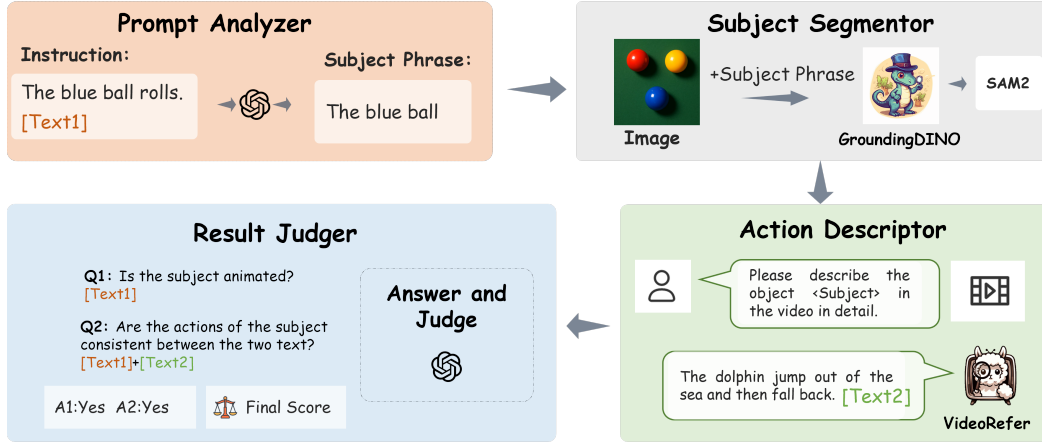 Prompt Analyzer
Instruction:
The blue ball rolls.
[Text1]
Subject Phrase:
The blue ball
Subject Segmentor
+Subject Phrase
Image
GroundingDINO
SAM2
Result Judger
Q1: Is the subject animated?
[Text1]
Q2: Are the actions of the subject
consistent between the two text?
[Text1]+[Text2]
A1:Yes A2:Yes
Final Score
Answer and
Judge
Action Descriptor
Please describe the
object <Subject> in
the video in detail.
The dolphin jump out of the
sea and then fall back. [Text2]
VideoRefer